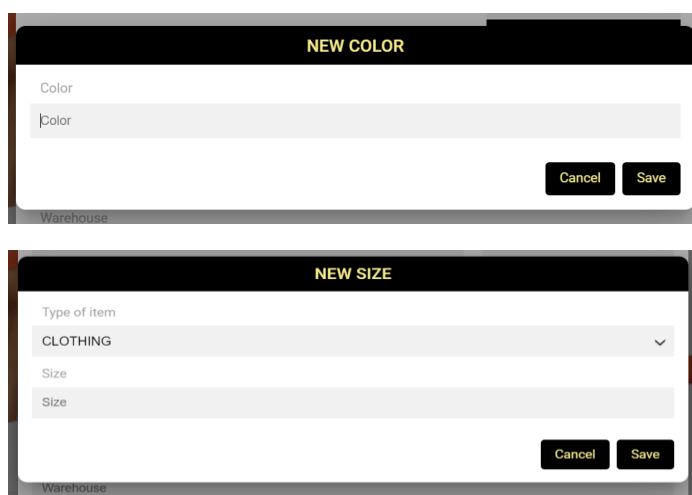 NEW COLOR
Color
Color
Cancel Save
Warehouse
NEW SIZE
Type of item
CLOTHING
Size
Size
Cancel Save
Warehouse